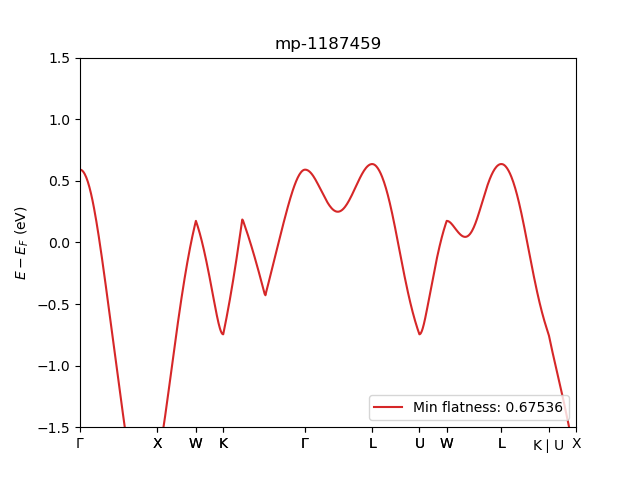 mp-1187459
1.5
1.0
0.5
0.0
−0.5
−1.0
−1.5
E − E_F (eV)
Min flatness: 0.67536
Γ X W K Γ L U W L K | U X